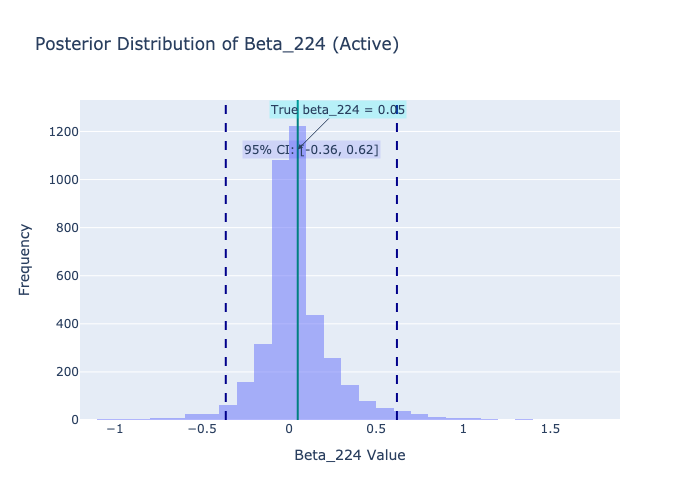 Posterior Distribution of Beta_224 (Active)
True beta_224 = 0.05
95% CI: [-0.36, 0.62]
1200
1000
800
600
400
200
0
−1 −0.5 0 0.5 1 1.5
Frequency
Beta_224 Value